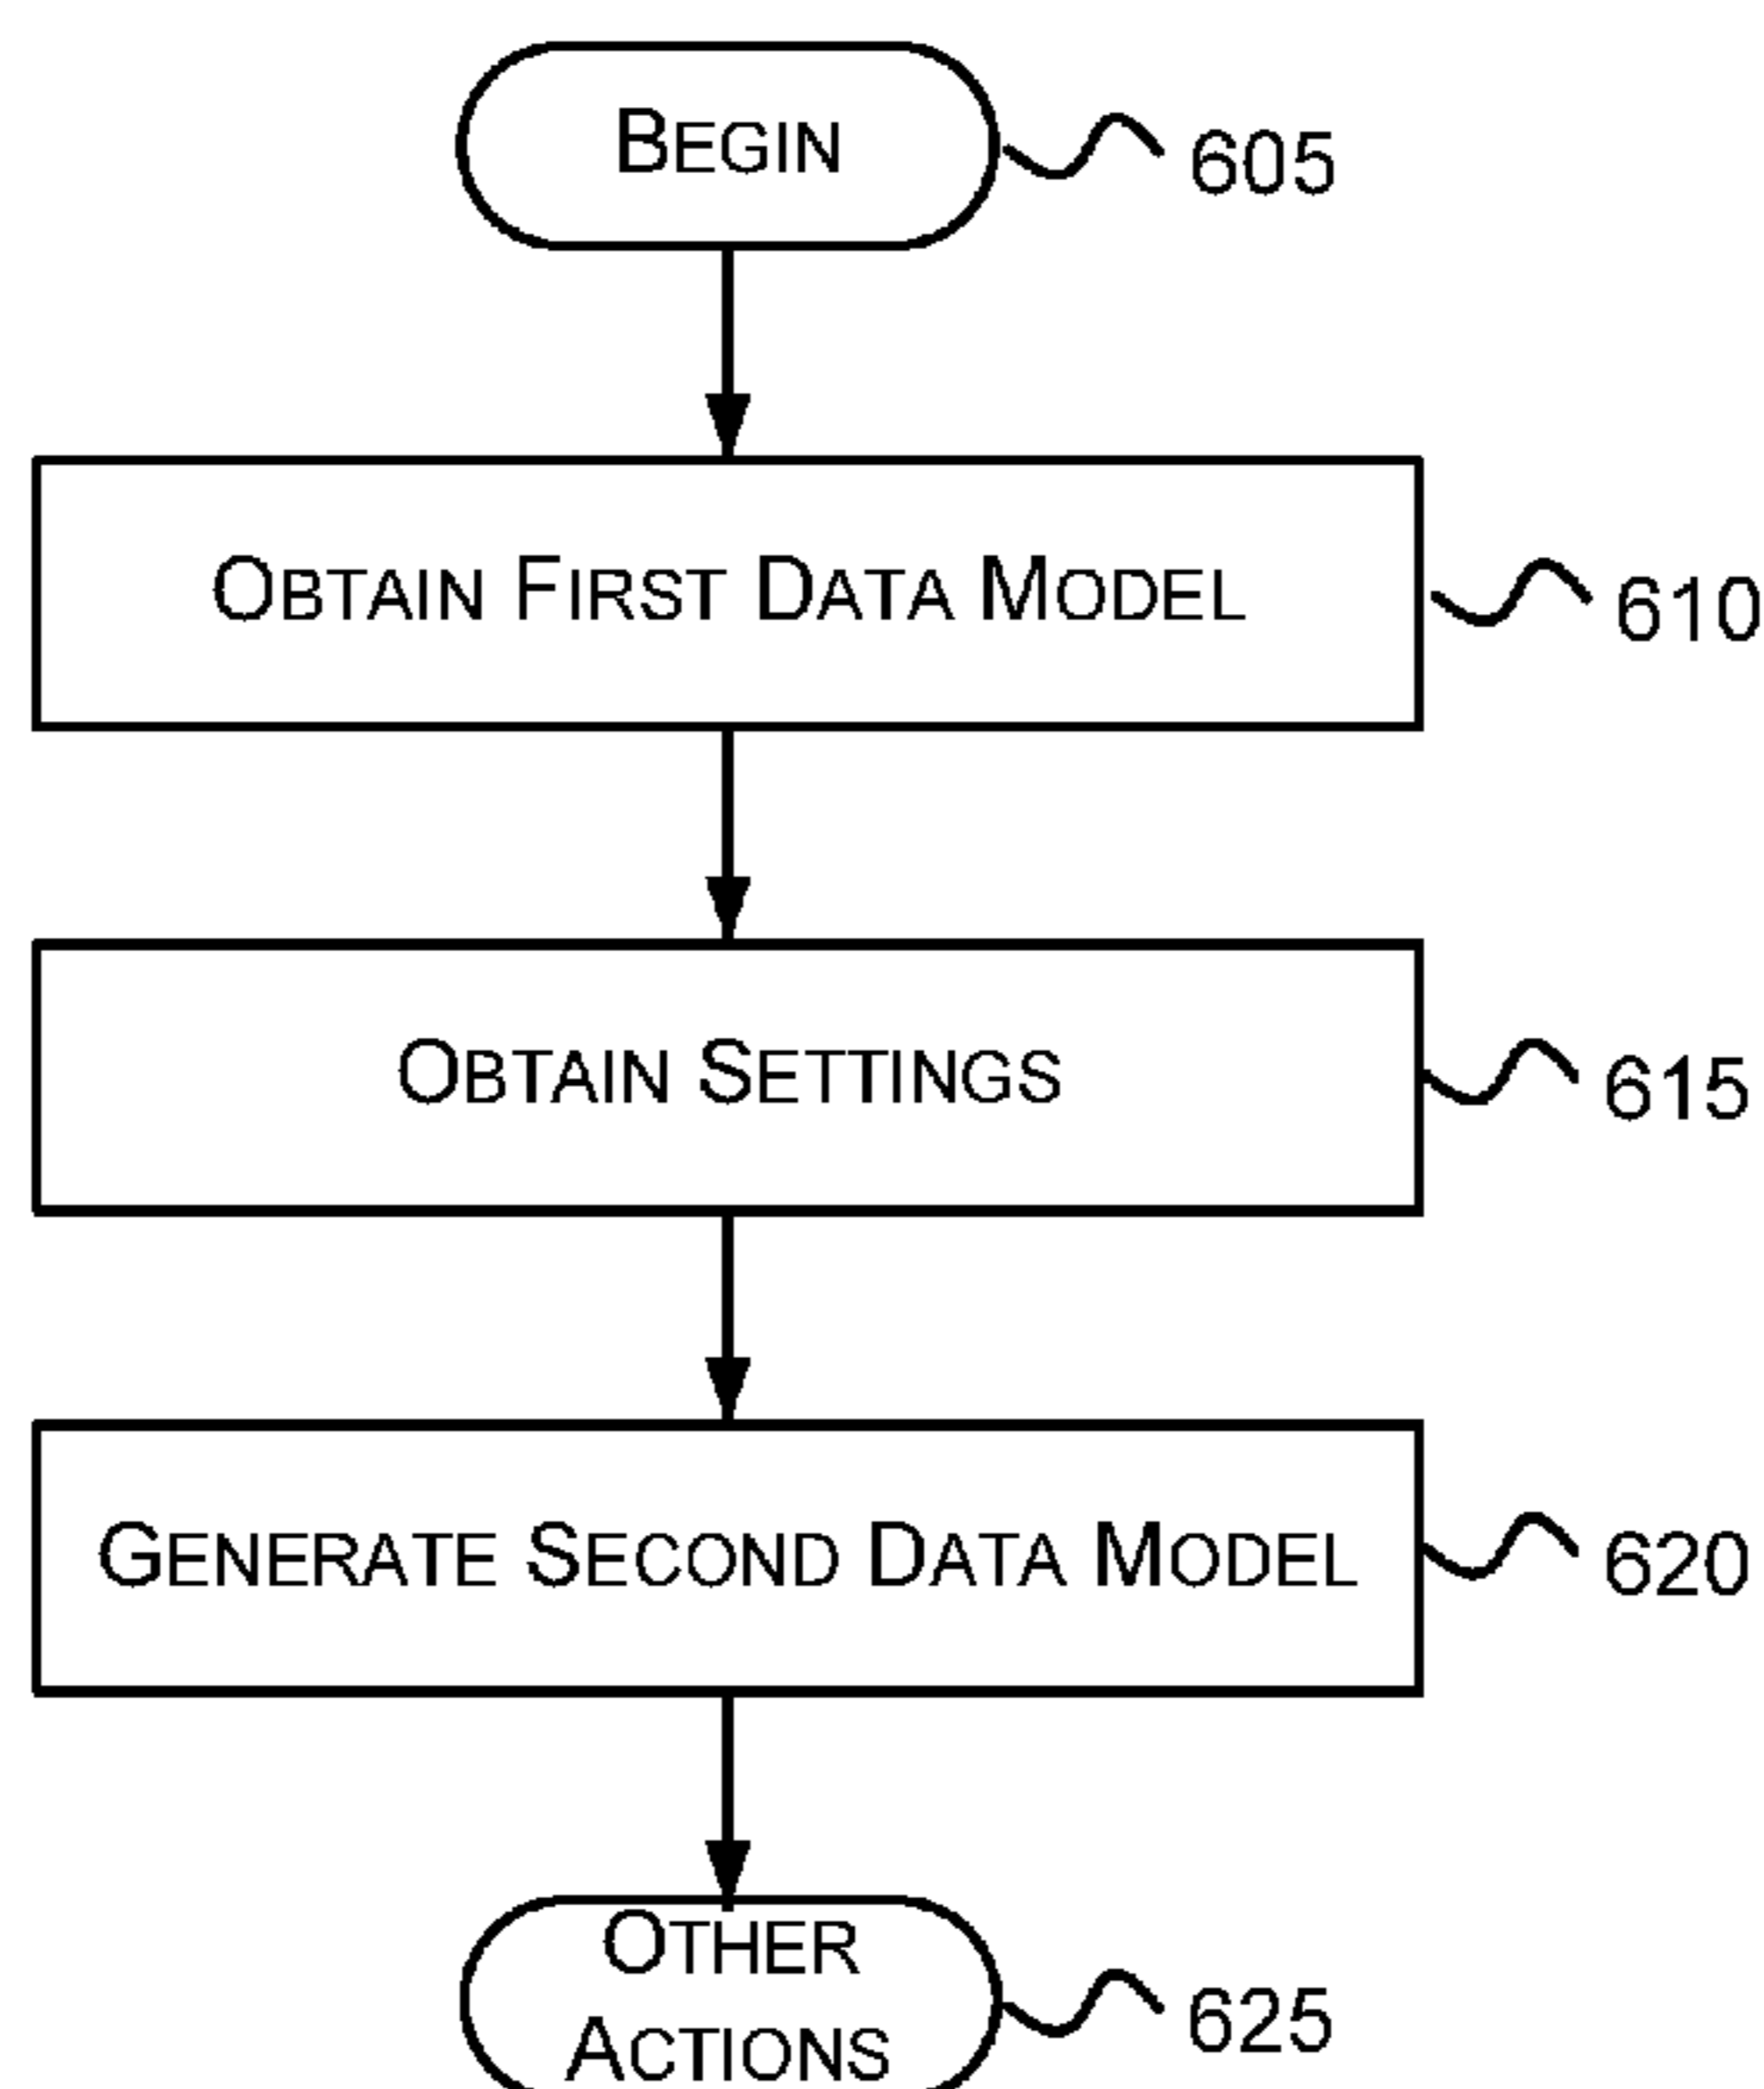 BEGIN
605
OBTAIN FIRST DATA MODEL
610
OBTAIN SETTINGS
615
GENERATE SECOND DATA MODEL
620
OTHER
ACTIONS
625